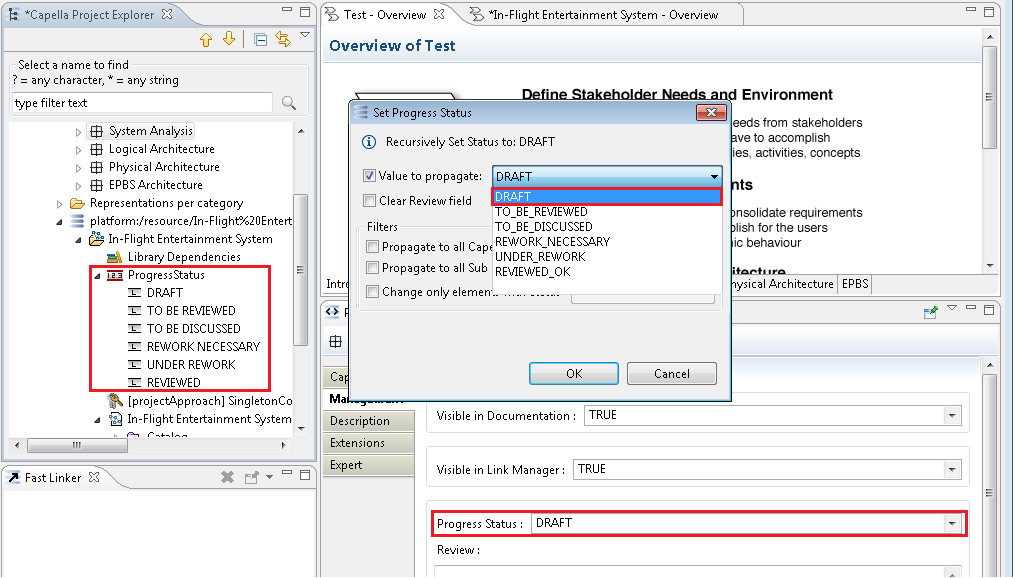 *Capella Project Explorer
Select a name to find
? = any character, * = any string
type filter text
System Analysis
Logical Architecture
Physical Architecture
EPBS Architecture
Representations per category
platform:/resource/In-Flight%20Entert
In-Flight Entertainment System
Library Dependencies
ProgressStatus
DRAFT
TO BE REVIEWED
TO BE DISCUSSED
REWORK NECESSARY
UNDER REWORK
REVIEWED
[projectApproach] SingletonCo
In-Flight Entertainment System
Catalog
Fast Linker
Test - Overview
*In-Flight Entertainment System - Overview
Overview of Test
Define Stakeholder Needs and Environment
eeds from stakeholders
ave to accomplish
ies, activities, concepts
nts
onsolidate requirements
olish for the users
ic behaviour
hitecture
Intro
hysical Architecture
EPBS
Set Progress Status
Recursively Set Status to: DRAFT
Value to propagate:
DRAFT
DRAFT
TO_BE_REVIEWED
TO_BE_DISCUSSED
REWORK_NECESSARY
UNDER_REWORK
REVIEWED_OK
Clear Review field
Filters
Propagate to all Cape
Propagate to all Sub
Change only elements with status
OK
Cancel
Cap
Management
Description
Extensions
Expert
Visible in Documentation :
TRUE
Visible in Link Manager :
TRUE
Progress Status :
DRAFT
Review :